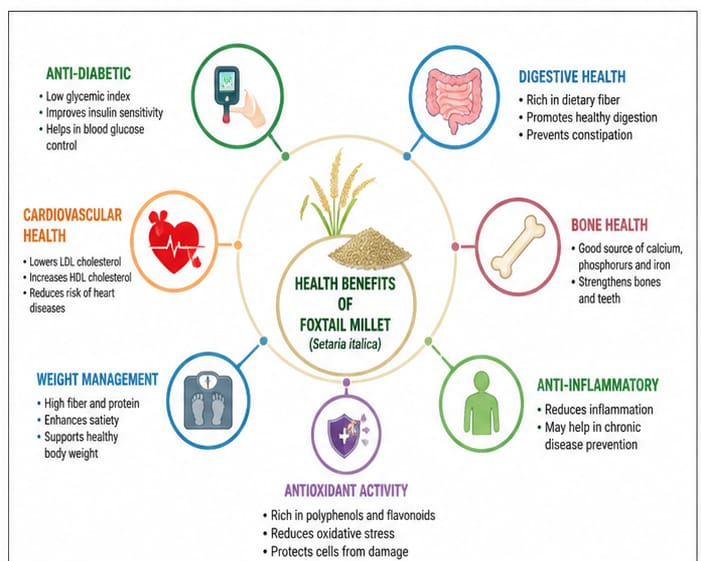 ANTI-DIABETIC
• Low glycemic index
• Improves insulin sensitivity
• Helps in blood glucose
control
DIGESTIVE HEALTH
• Rich in dietary fiber
• Promotes healthy digestion
• Prevents constipation
CARDIOVASCULAR
HEALTH
• Lowers LDL cholesterol
• Increases HDL cholesterol
• Reduces risk of heart
diseases
HEALTH BENEFITS
OF
FOXTAIL MILLET
(Setaria italica)
BONE HEALTH
• Good source of calcium,
phosphorurs and iron
• Strengthens bones
and teeth
WEIGHT MANAGEMENT
• High fiber and protein
• Enhances satiety
• Supports healthy
body weight
ANTI-INFLAMMATORY
• Reduces inflammation
• May help in chronic
disease prevention
ANTIOXIDANT ACTIVITY
• Rich in polyphenols and flavonoids
• Reduces oxidative stress
• Protects cells from damage